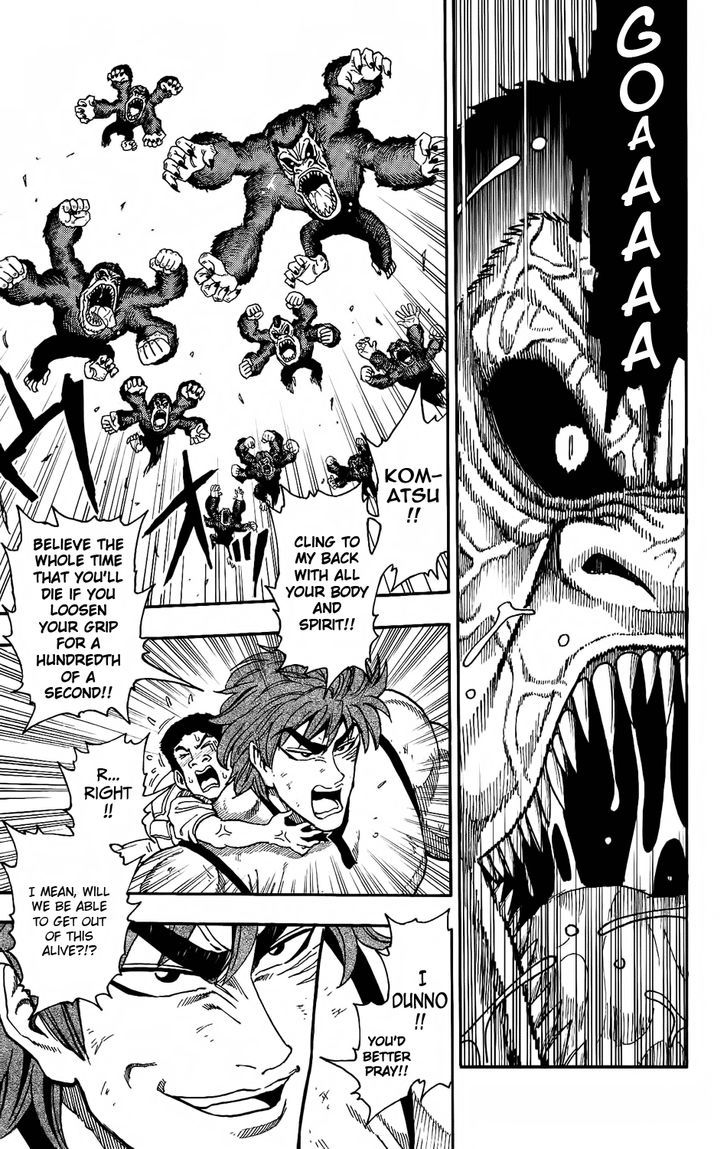 GOAAAAAA
KOM-
ATSU
!!
CLING TO
MY BACK
WITH ALL
YOUR BODY
AND
SPIRIT!!
BELIEVE THE
WHOLE TIME
THAT YOU'LL
DIE IF YOU
LOOSEN
YOUR GRIP
FOR A
HUNDREDTH
OF A
SECOND!!
R...
RIGHT
!!
I MEAN, WILL
WE BE ABLE
TO GET OUT
OF THIS
ALIVE?!?
I
DUNNO
!!
YOU'D
BETTER
PRAY!!